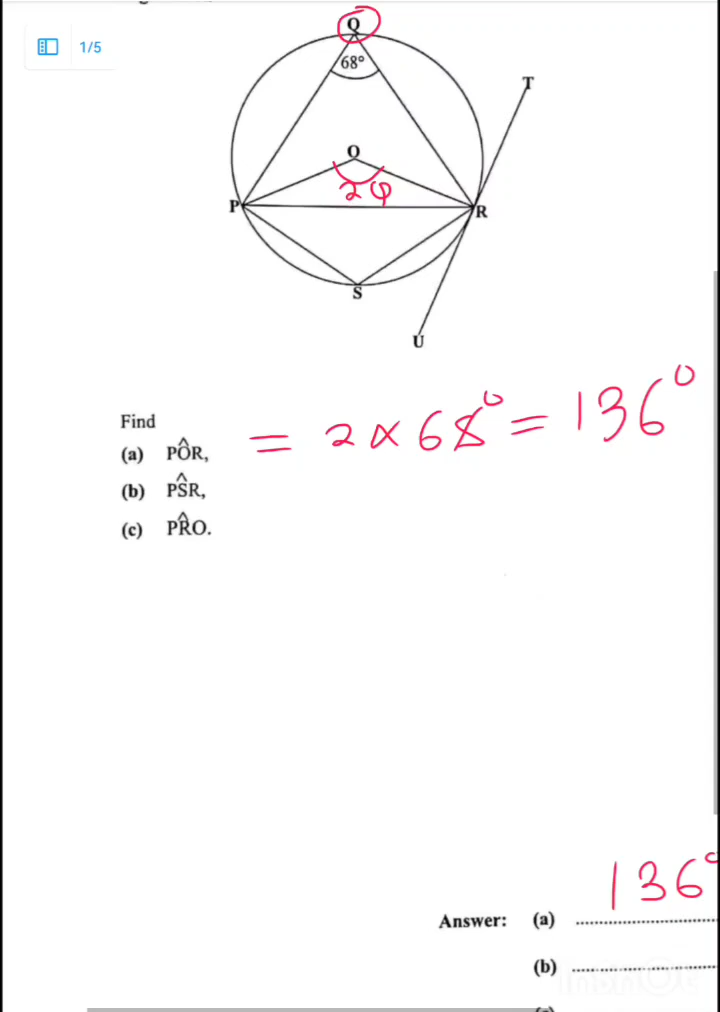 1/5
Q
68°
T
O
2φ
P
R
S
U
Find
(a) PÔR, = 2 × 68° = 136°
(b) PŜR,
(c) PR̂O.
136°
Answer: (a) ....................
(b) ....................